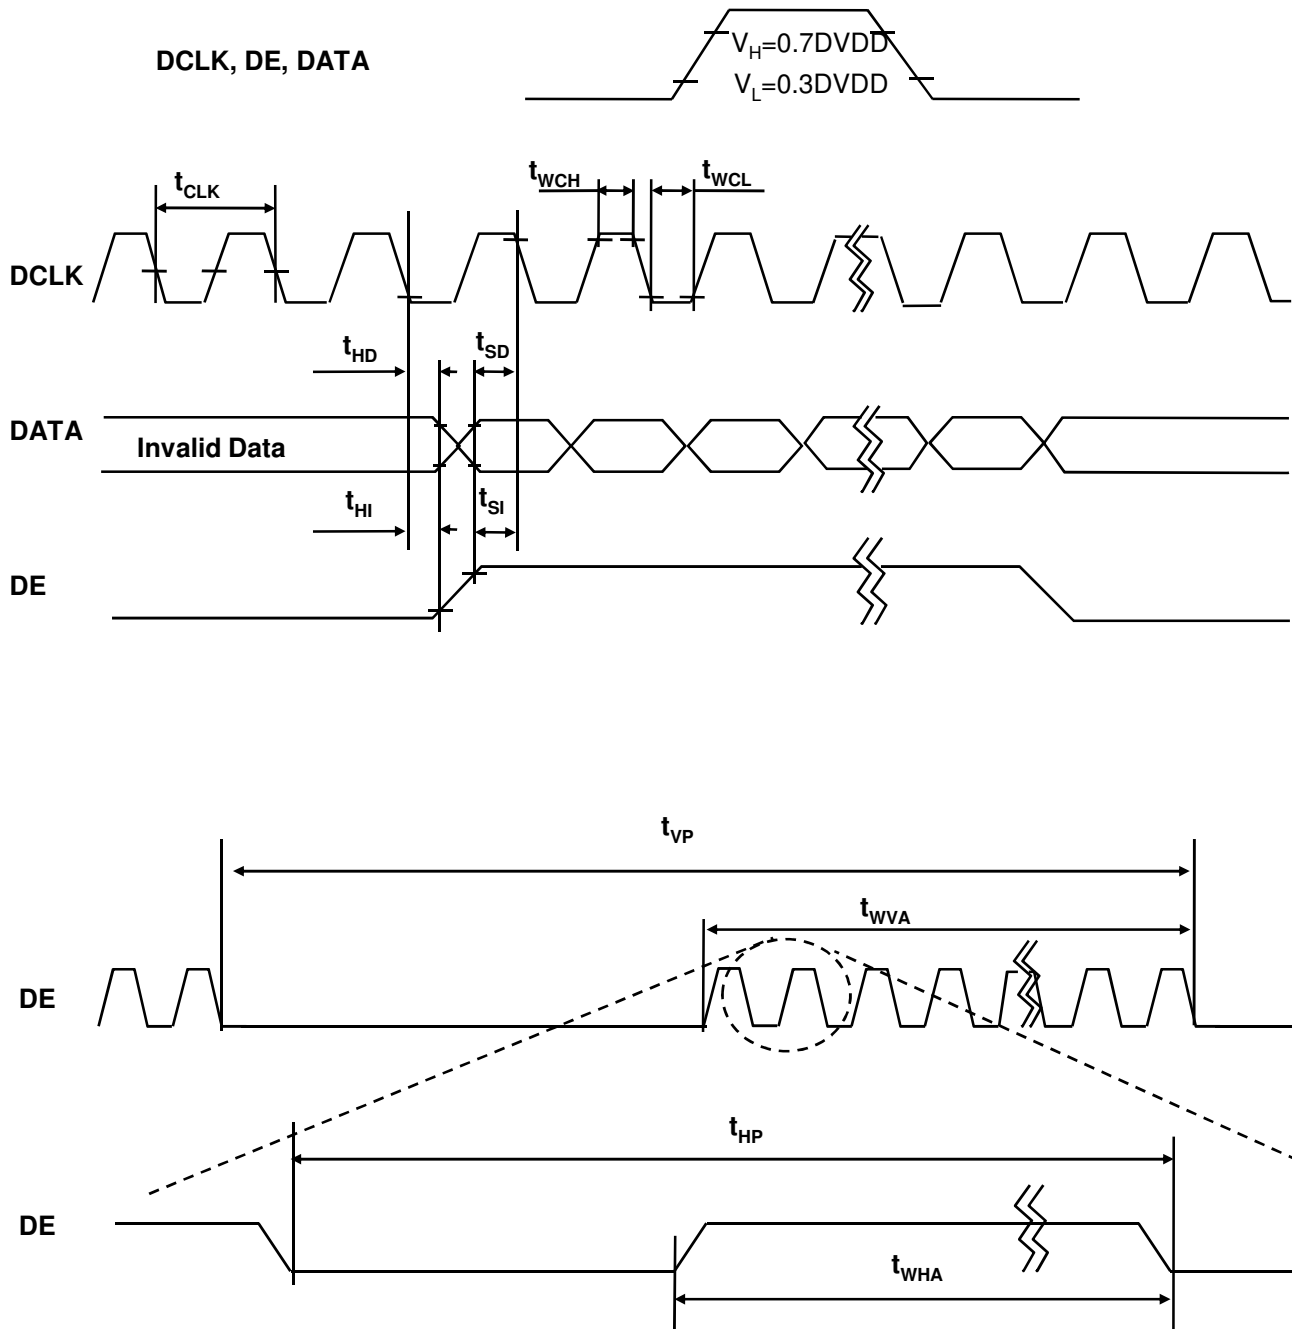 DCLK, DE, DATA
V_H=0.7DVDD
V_L=0.3DVDD
t_CLK
t_WCH
t_WCL
DCLK
t_HD
t_SD
DATA
Invalid Data
t_HI
t_SI
DE
t_VP
t_WVA
DE
t_HP
DE
t_WHA